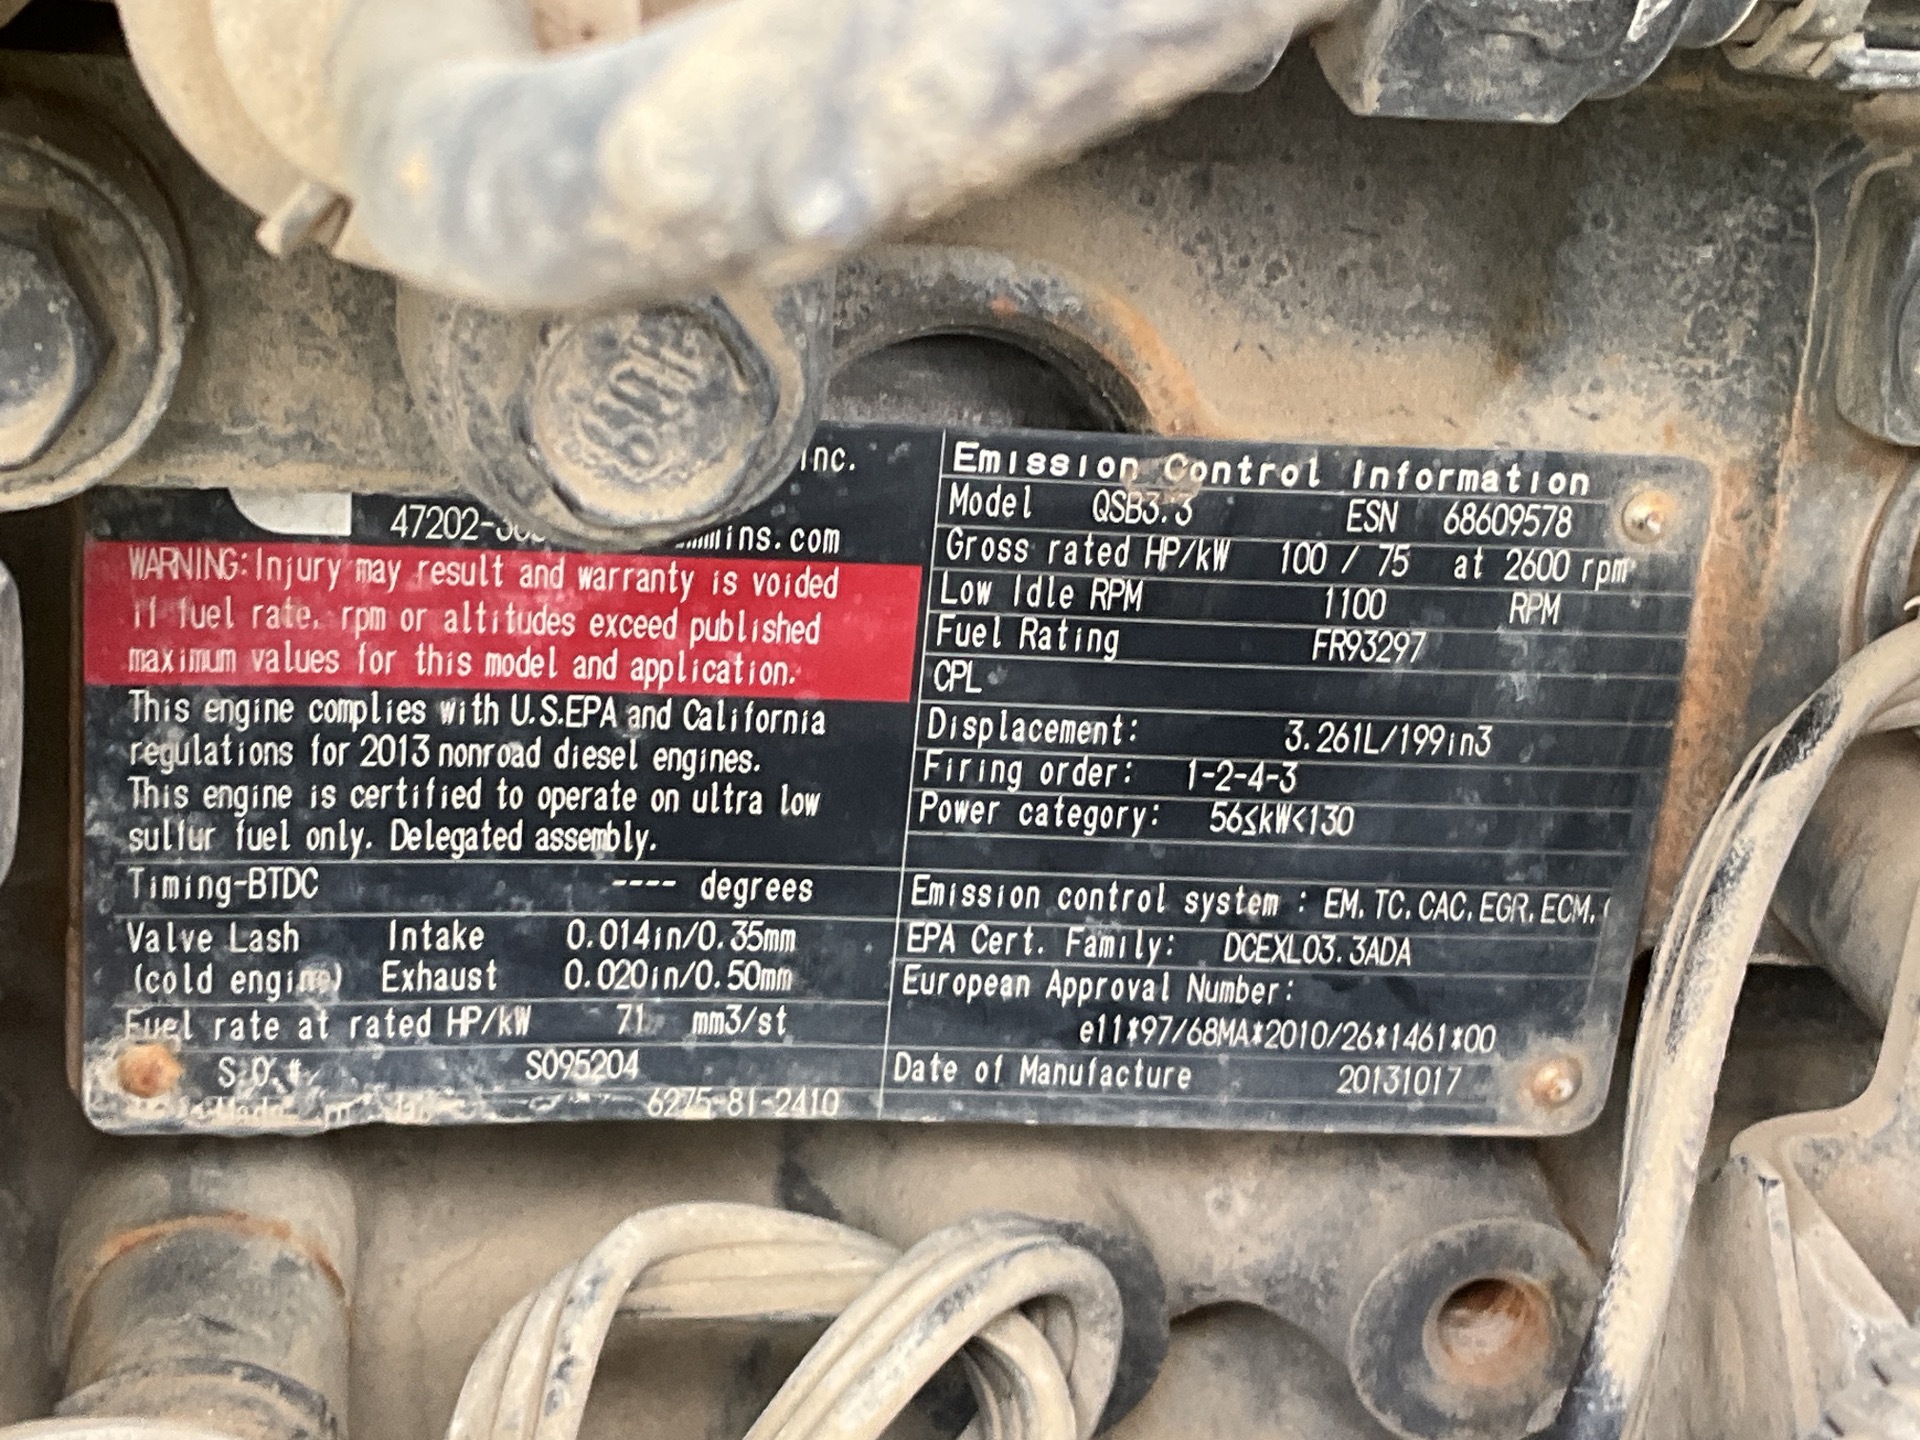 inc.
47202-
WARNING: Injury may result and warranty is voided
if fuel rate, rpm or altitudes exceed published
maximum values for this model and application.
This engine complies with U.S.EPA and California
regulations for 2013 nonroad diesel engines.
This engine is certified to operate on ultra low
sulfur fuel only. Delegated assembly.
Timing-BTDC ---- degrees
Valve Lash Intake 0.014in/0.35mm
(cold engine) Exhaust 0.020in/0.50mm
Fuel rate at rated HP/kW 71 mm3/st
S.O.# SO95204
6275-81-2410
Emission Control Information
Model QSB3.3 ESN 68609578
Gross rated HP/kW 100 / 75 at 2600 rpm
Low Idle RPM 1100 RPM
Fuel Rating FR93297
CPL
Displacement: 3.261L/199in3
Firing order: 1-2-4-3
Power category: 56≤kW<130
Emission control system : EM, TC, CAC, EGR, ECM,
EPA Cert. Family: DCEXL03.3ADA
European Approval Number:
e11*97/68MA*2010/26*1461*00
Date of Manufacture 20131017